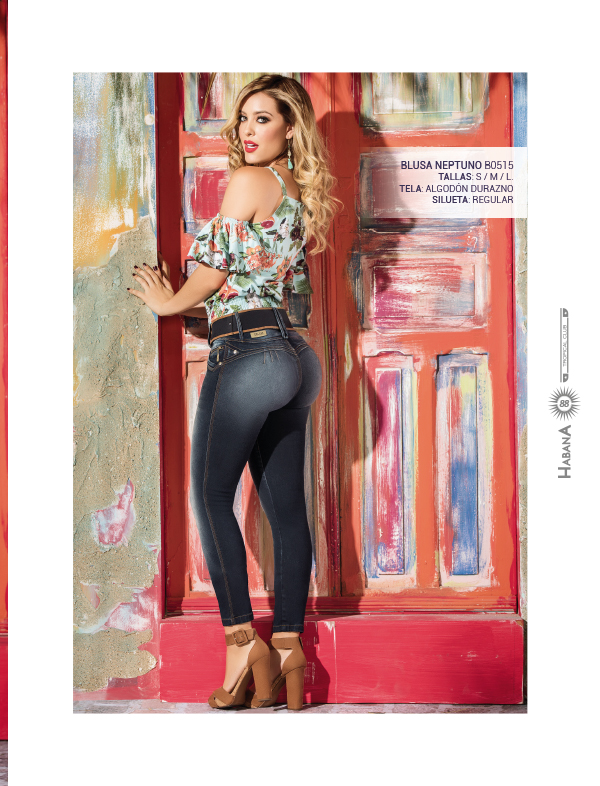 BLUSA NEPTUNO B0515
TALLAS: S / M / L.
TELA: ALGODÓN DURAZNO
SILUETA: REGULAR
TROPICAL CLUB
88
HABANA